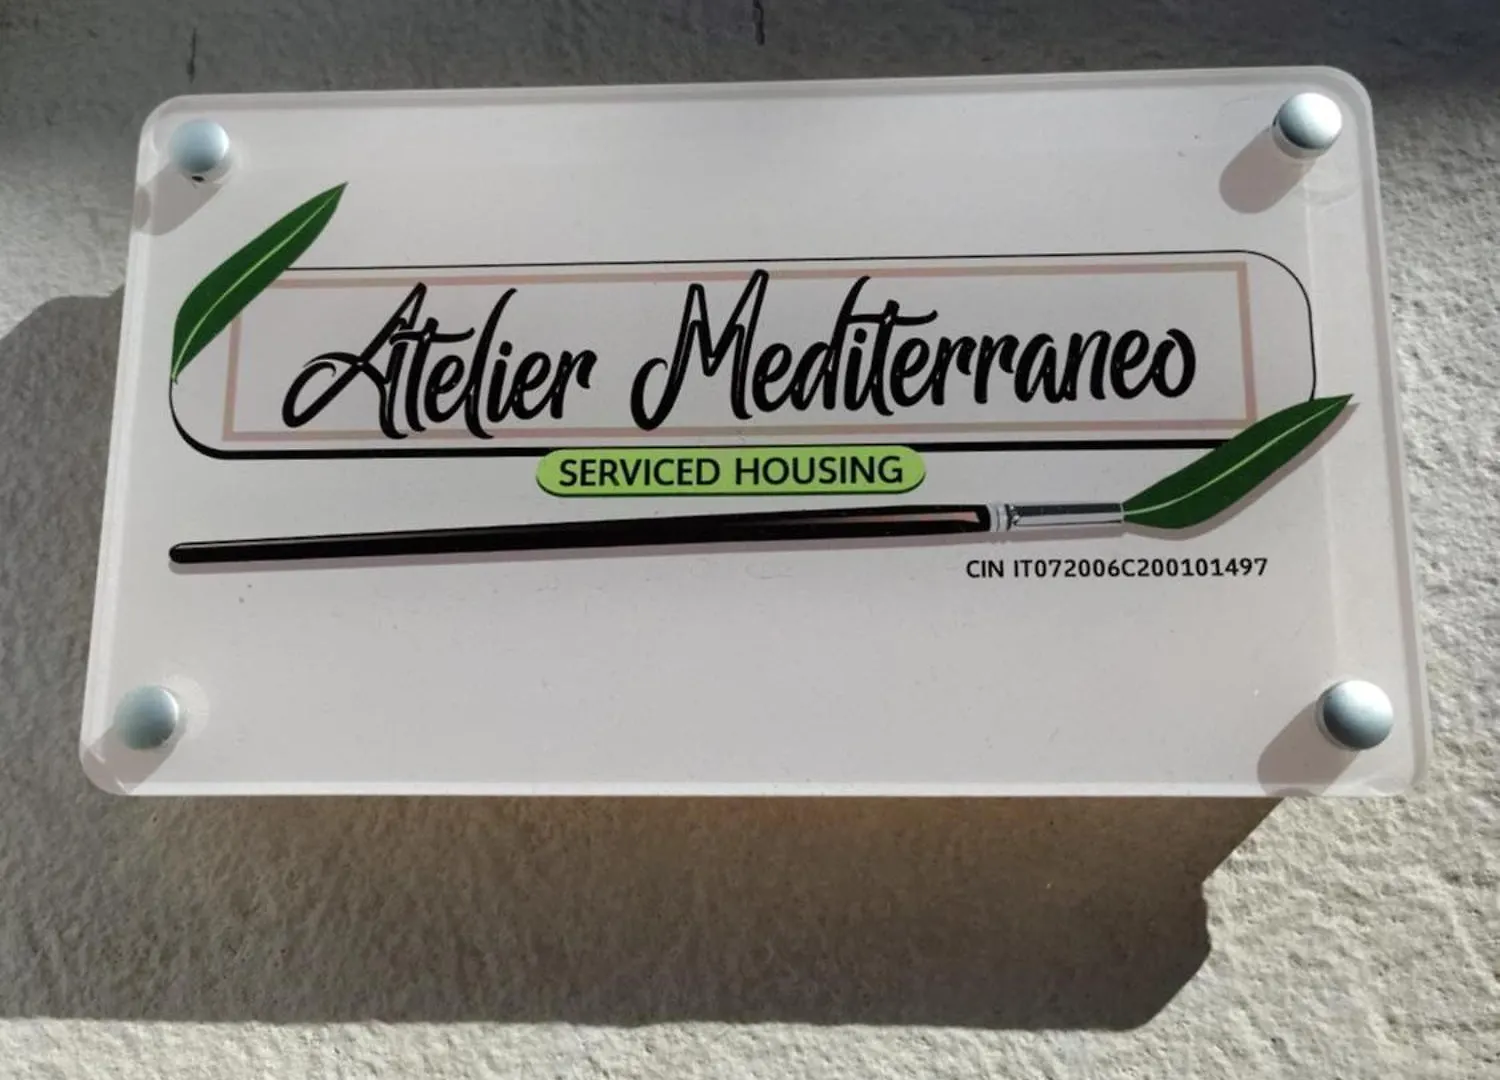 Atelier Mediterraneo
SERVICED HOUSING
CIN IT072006C200101497